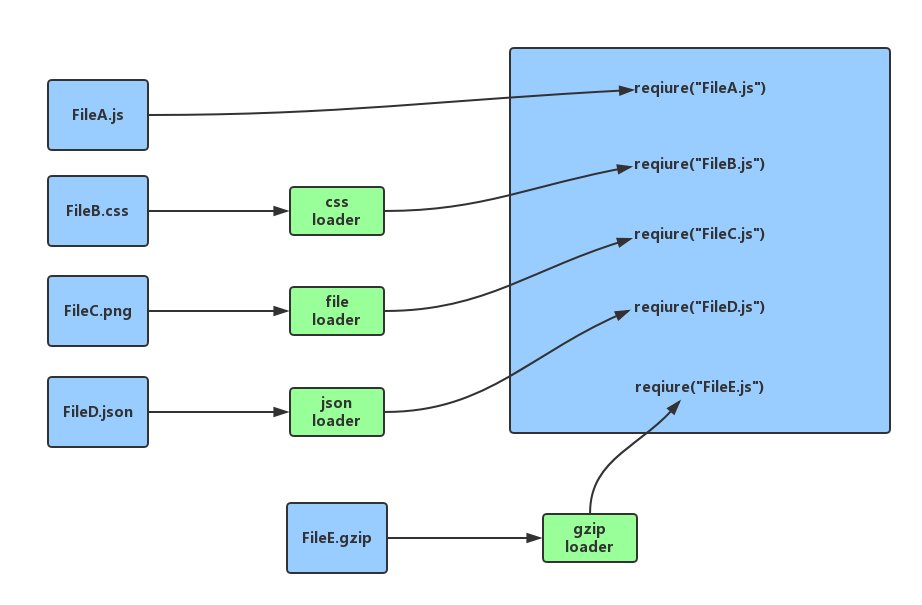 FileA.js
reqiure("FileA.js")
FileB.css
css
loader
reqiure("FileB.js")
FileC.png
file
loader
reqiure("FileC.js")
FileD.json
json
loader
reqiure("FileD.js")
reqiure("FileE.js")
FileE.gzip
gzip
loader